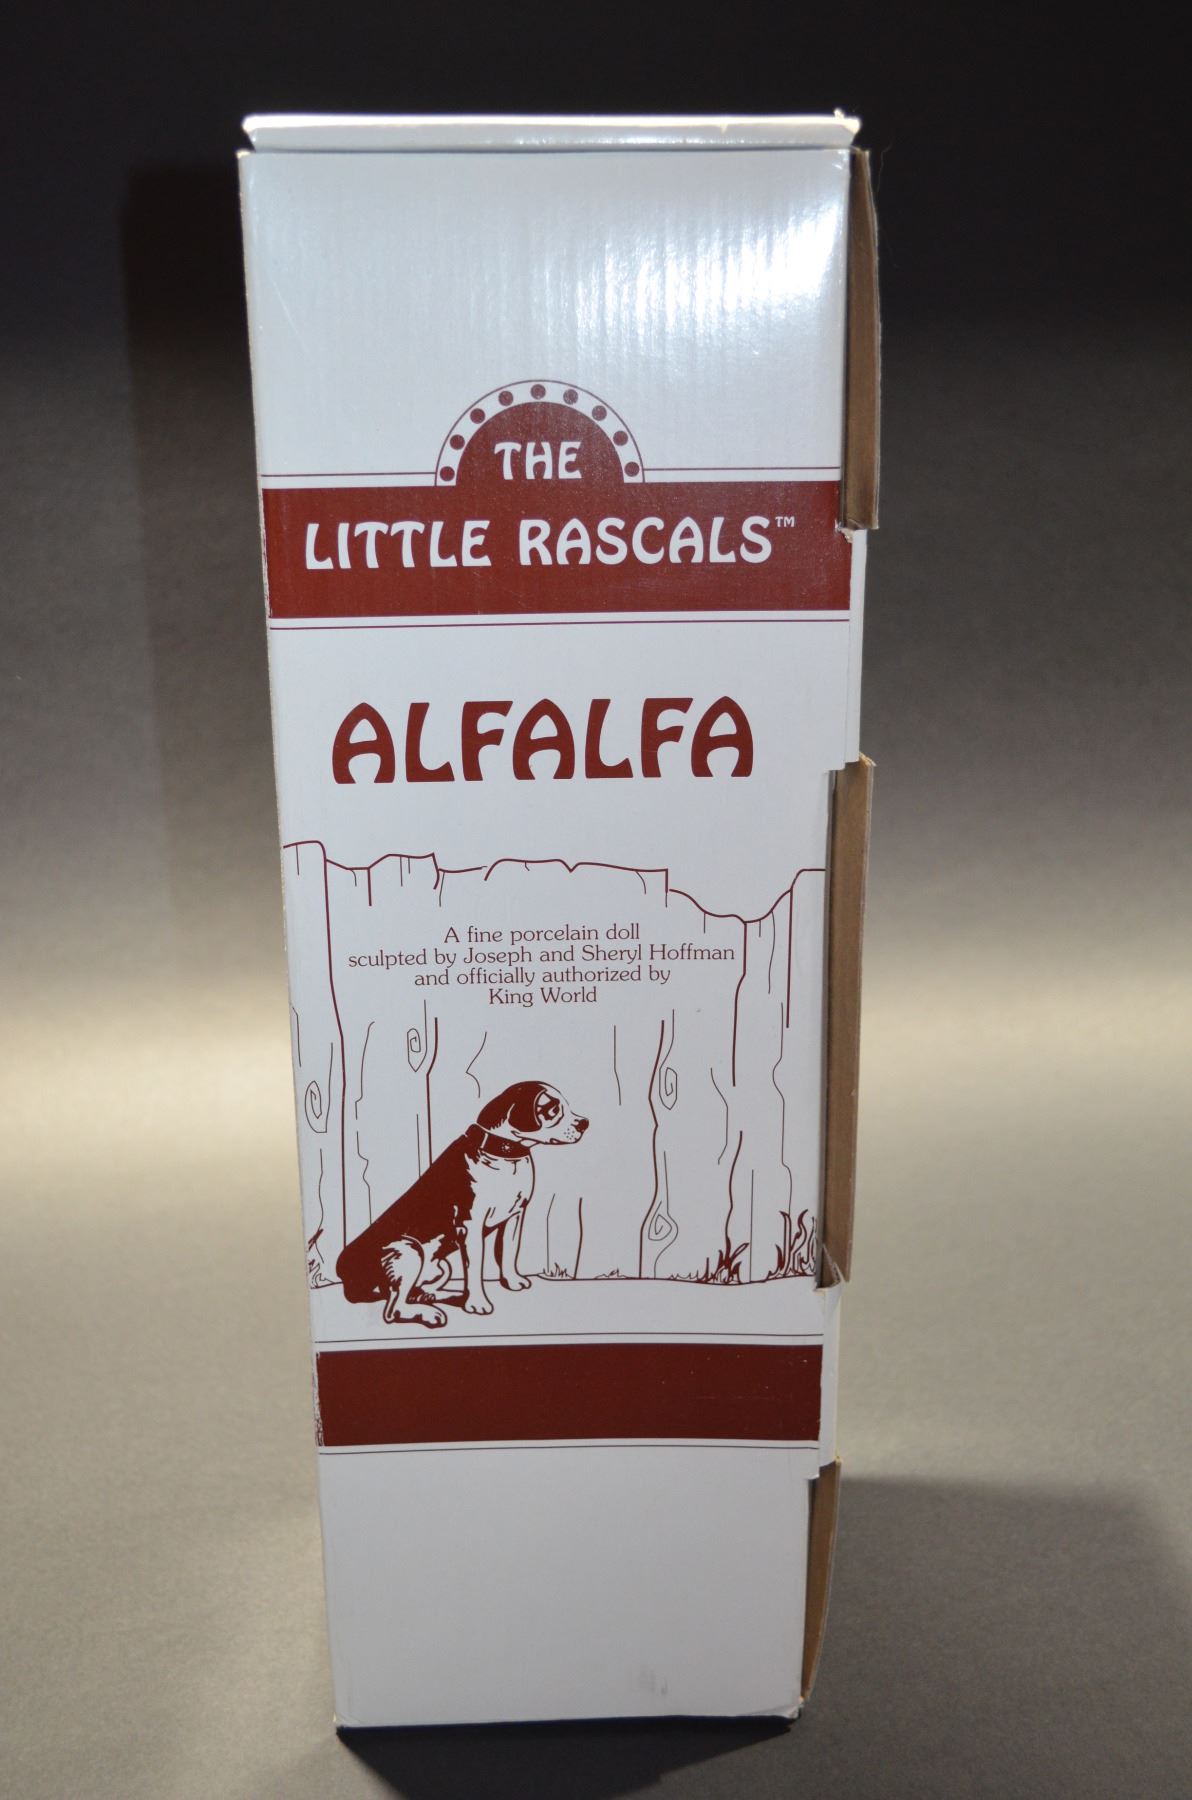 THE
LITTLE RASCALS™
ALFALFA
A fine porcelain doll
sculpted by Joseph and Sheryl Hoffman
and officially authorized by
King World